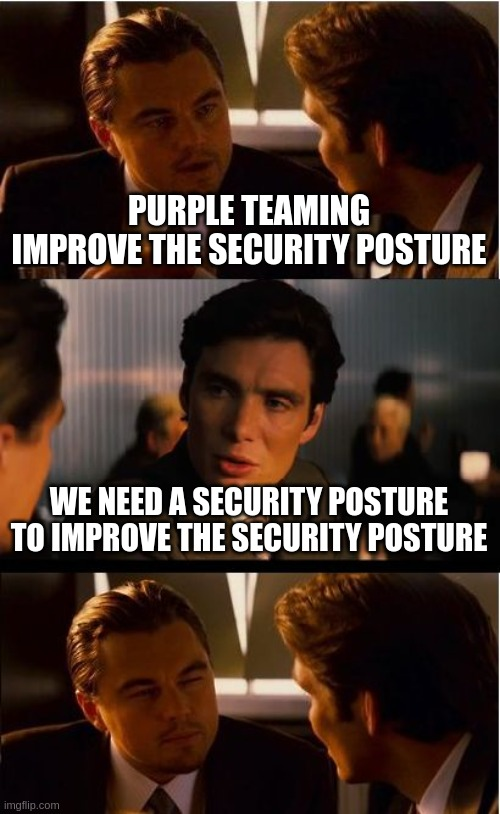 PURPLE TEAMING
IMPROVE THE SECURITY POSTURE
WE NEED A SECURITY POSTURE
TO IMPROVE THE SECURITY POSTURE
imgflip.com